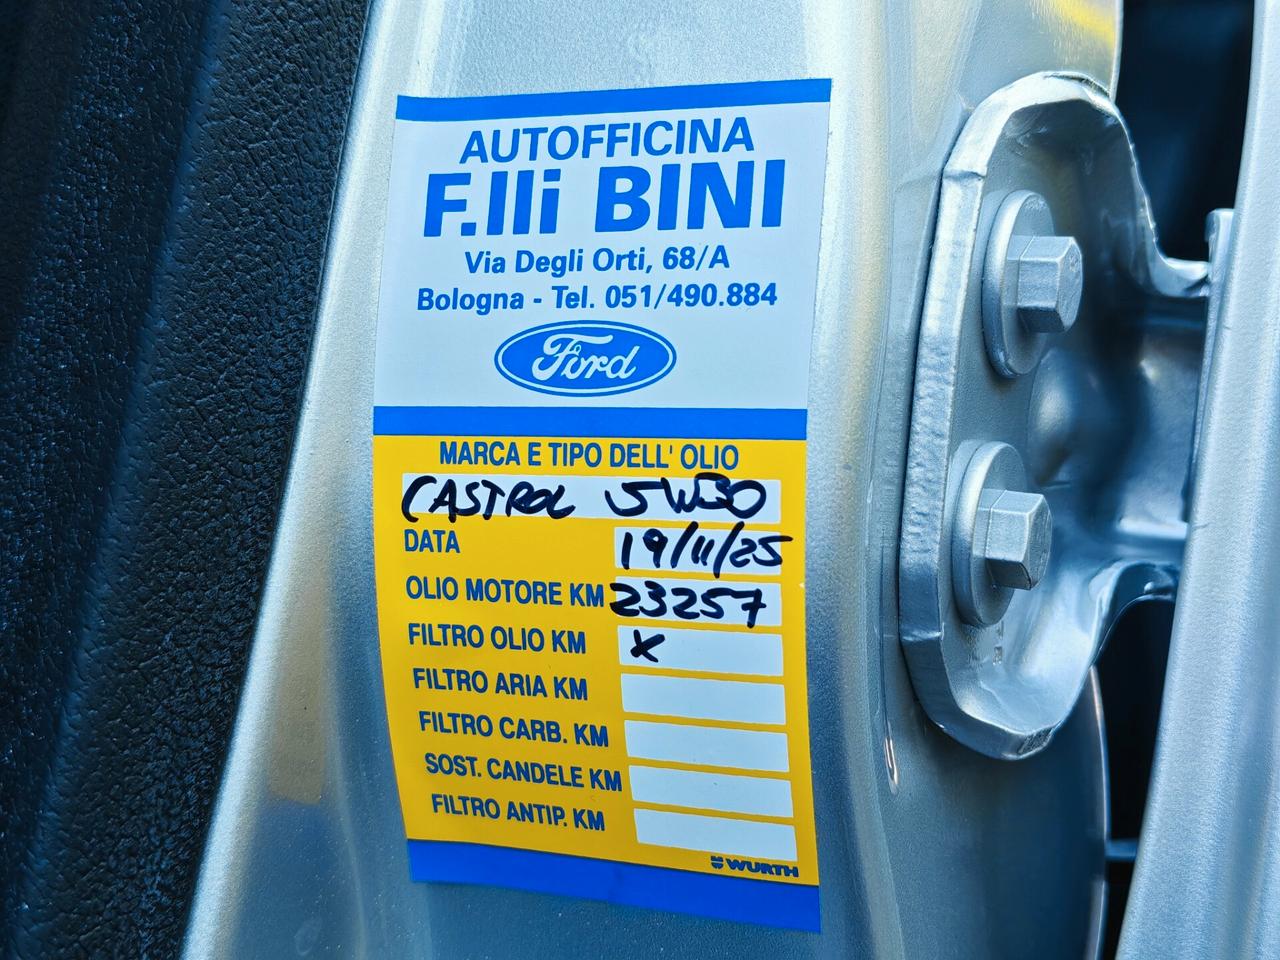 AUTOFFICINA
F.lli BINI
Via Degli Orti, 68/A
Bologna - Tel. 051/490.884
Ford
MARCA E TIPO DELL' OLIO
CASTROL 5W30
DATA 19/11/25
OLIO MOTORE KM 23257
FILTRO OLIO KM X
FILTRO ARIA KM
FILTRO CARB. KM
SOST. CANDELE KM
FILTRO ANTIP. KM
WURTH